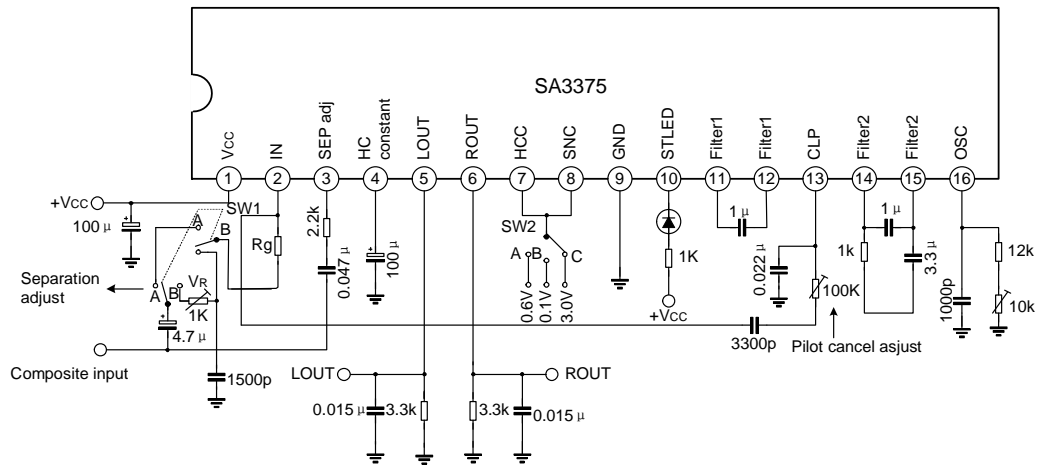 SA3375
VCC
IN
SEP adj
HC constant
LOUT
ROUT
HCC
SNC
GND
STLED
Filter1
Filter1
CLP
Filter2
Filter2
OSC
1
2
3
4
5
6
7
8
9
10
11
12
13
14
15
16
+VCC
100 μ
SW1
A
B
Rg
2.2k
0.047 μ
100 μ
SW2
A
B
C
0.6V
0.1V
3.0V
1K
+VCC
1 μ
0.022 μ
100K
1k
1 μ
3.3 μ
1000p
12k
10k
Separation adjust
A
B
VR
1K
4.7 μ
3300p
Pilot cancel asjust
Composite input
1500p
LOUT
ROUT
0.015 μ
3.3k
3.3k
0.015 μ